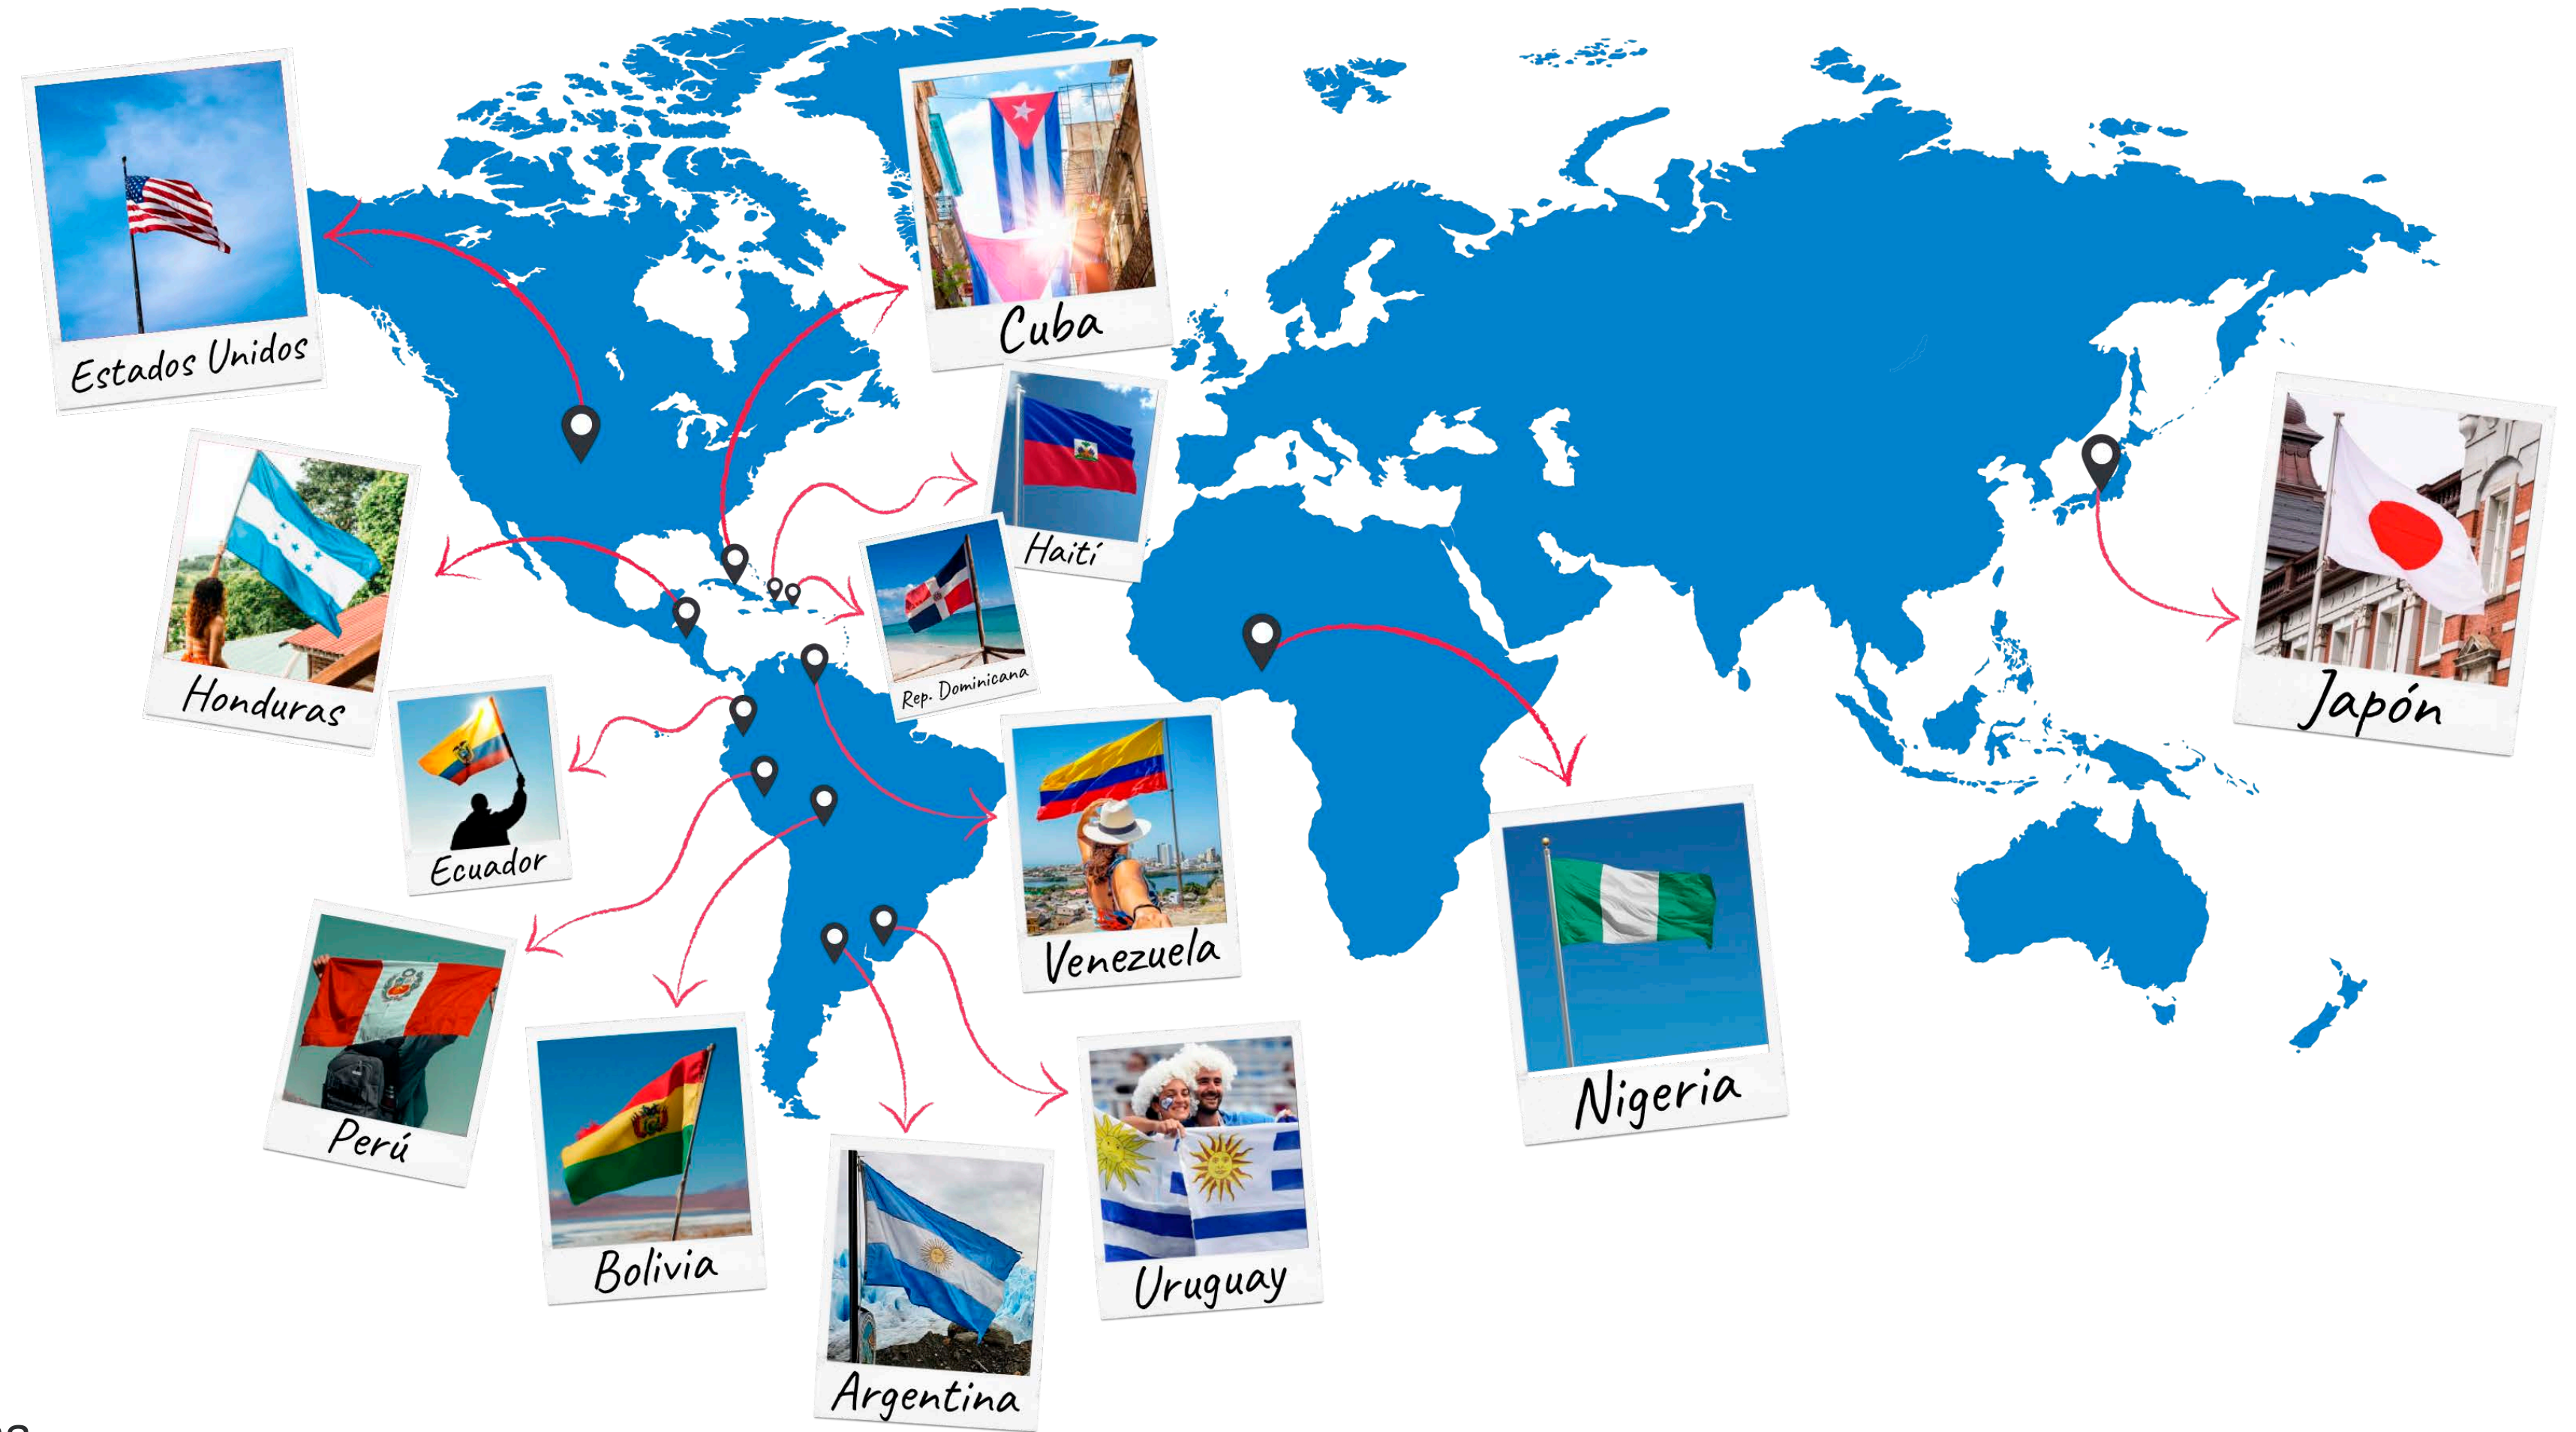 Estados Unidos
Cuba
Haití
Honduras
Rep. Dominicana
Japón
Ecuador
Venezuela
Perú
Nigeria
Bolivia
Uruguay
Argentina